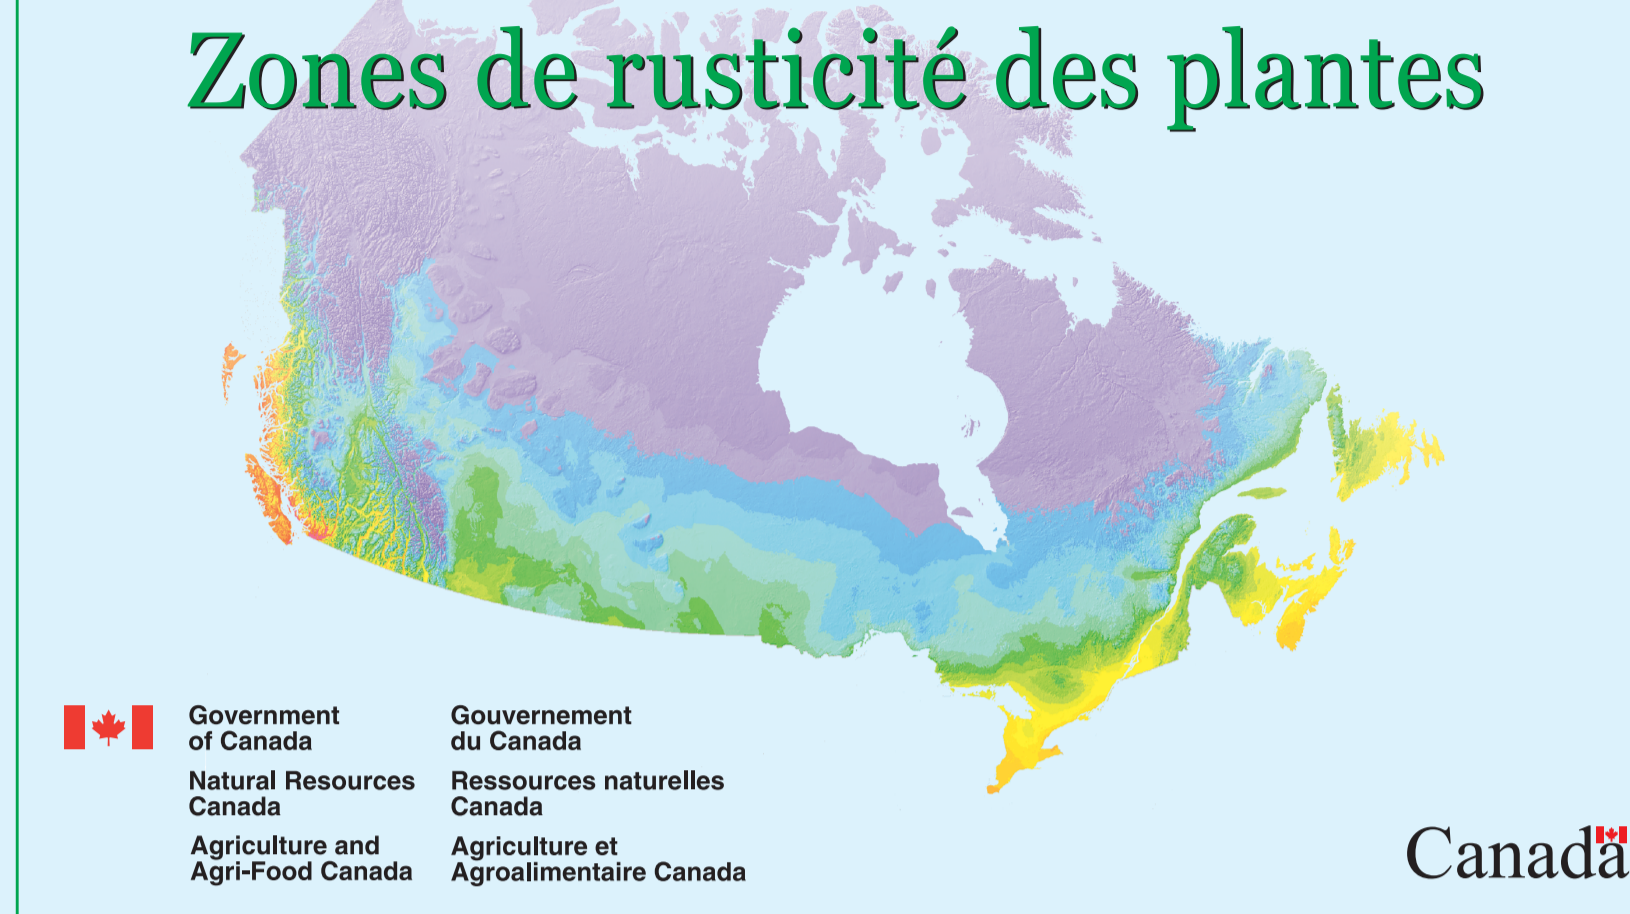 Zones de rusticité des plantes
Government
of Canada
Gouvernement
du Canada
Natural Resources
Canada
Ressources naturelles
Canada
Agriculture and
Agri-Food Canada
Agriculture et
Agroalimentaire Canada
Canada